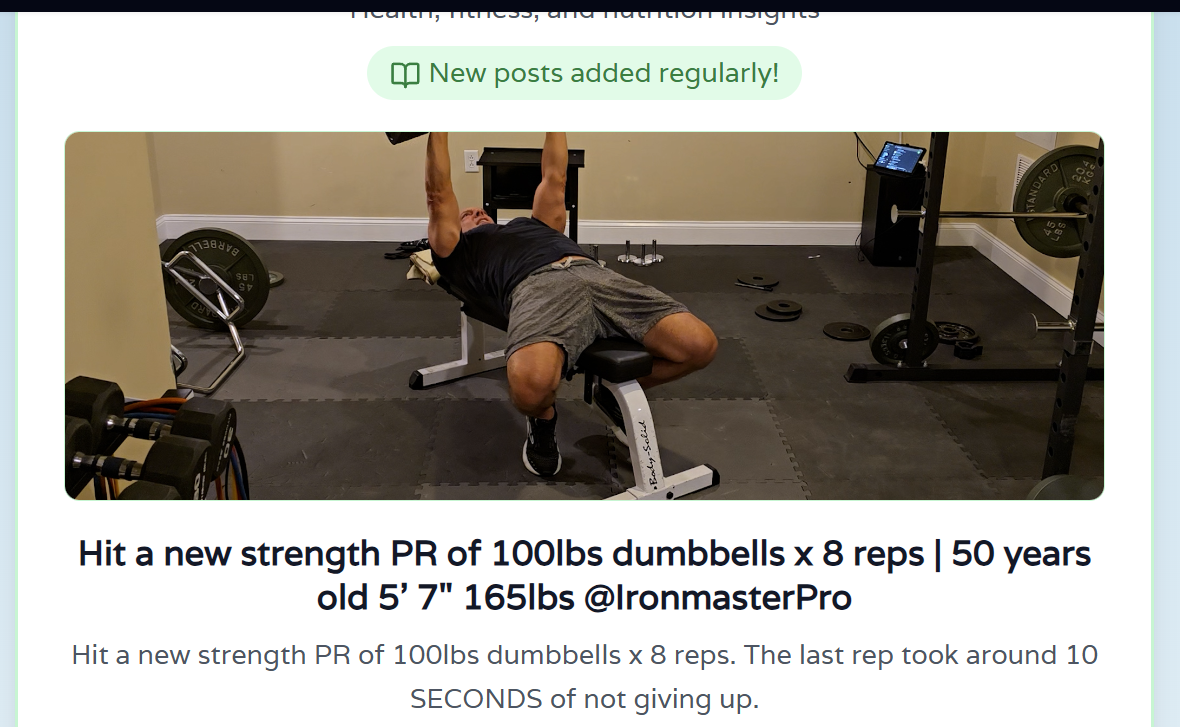 Health, fitness, and nutrition insights
New posts added regularly!
BARBELL
LBS
45
STANDARD
45
LBS
20.4
KGS
Body-Solid
Hit a new strength PR of 100lbs dumbbells x 8 reps | 50 years
old 5’ 7" 165lbs @IronmasterPro
Hit a new strength PR of 100lbs dumbbells x 8 reps. The last rep took around 10
SECONDS of not giving up.